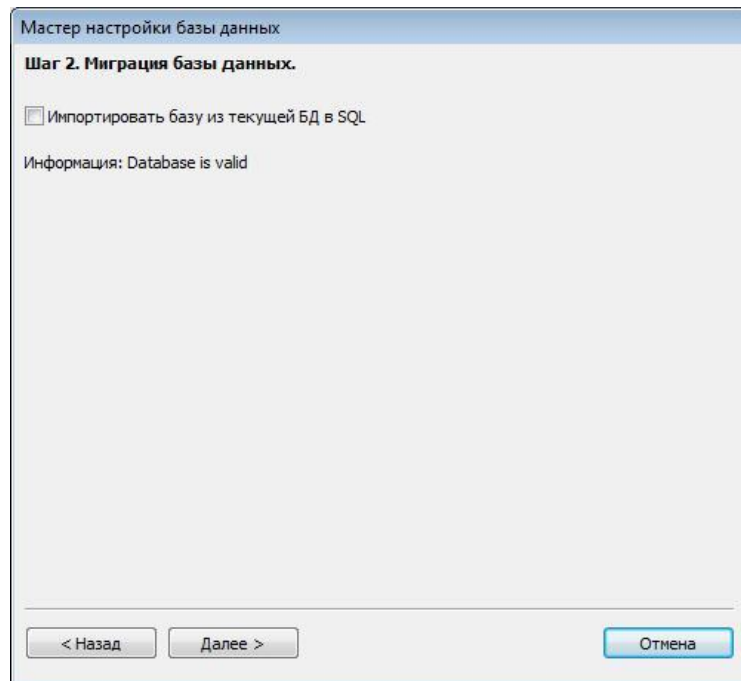 Мастер настройки базы данных
Шаг 2. Миграция базы данных.
Импортировать базу из текущей БД в SQL
Информация: Database is valid
< Назад Далее > Отмена